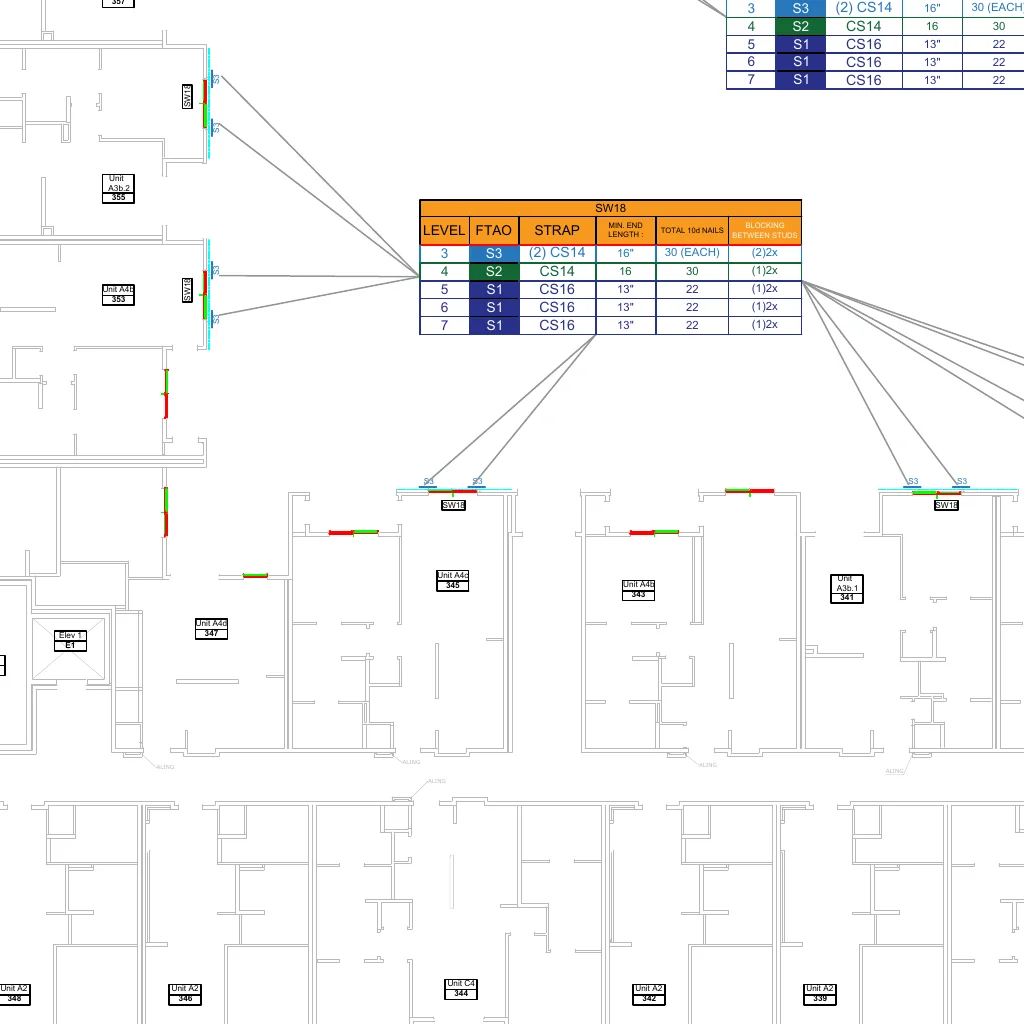 357
3 S3 (2) CS14 16" 30 (EACH
4 S2 CS14 16 30
5 S1 CS16 13" 22
6 S1 CS16 13" 22
7 S1 CS16 13" 22
S3
SW18
S3
Unit
A3b.2
355
SW18
LEVEL FTAO STRAP MIN. END LENGTH : TOTAL 10d NAILS BLOCKING BETWEEN STUDS
3 S3 (2) CS14 16" 30 (EACH) (2)2x
4 S2 CS14 16 30 (1)2x
5 S1 CS16 13" 22 (1)2x
6 S1 CS16 13" 22 (1)2x
7 S1 CS16 13" 22 (1)2x
S3
Unit A4b
353
SW18
S3
S3 S3
SW18
S3 S3
SW18
Unit A4c
345
Unit A4b
343
Unit
A3b.1
341
Unit A4d
347
Elev 1
E1
ALING
ALING
ALING
ALING
ALING
Unit A2
348
Unit A2
346
Unit C4
344
Unit A2
342
Unit A2
339